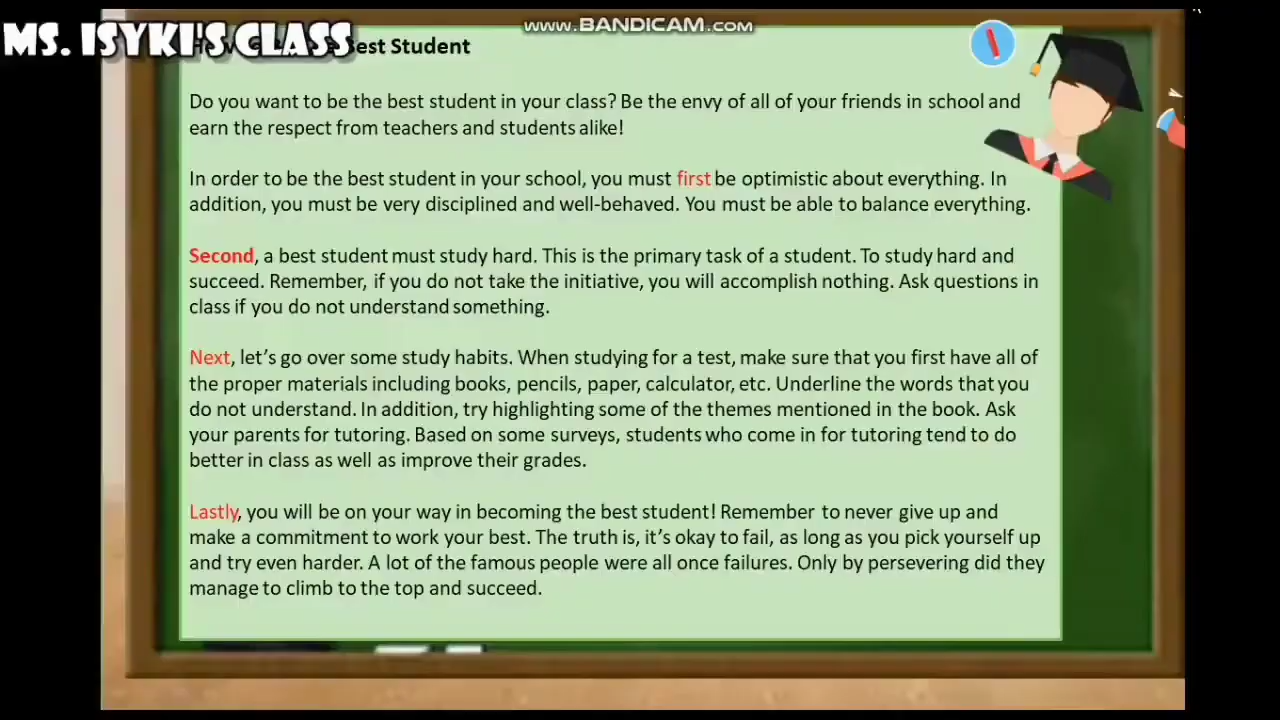 www.BANDICAM.com
MS. ISYKI'S CLASS
Best Student
Do you want to be the best student in your class? Be the envy of all of your friends in school and
earn the respect from teachers and students alike!
In order to be the best student in your school, you must first be optimistic about everything. In
addition, you must be very disciplined and well-behaved. You must be able to balance everything.
Second, a best student must study hard. This is the primary task of a student. To study hard and
succeed. Remember, if you do not take the initiative, you will accomplish nothing. Ask questions in
class if you do not understand something.
Next, let’s go over some study habits. When studying for a test, make sure that you first have all of
the proper materials including books, pencils, paper, calculator, etc. Underline the words that you
do not understand. In addition, try highlighting some of the themes mentioned in the book. Ask
your parents for tutoring. Based on some surveys, students who come in for tutoring tend to do
better in class as well as improve their grades.
Lastly, you will be on your way in becoming the best student! Remember to never give up and
make a commitment to work your best. The truth is, it’s okay to fail, as long as you pick yourself up
and try even harder. A lot of the famous people were all once failures. Only by persevering did they
manage to climb to the top and succeed.